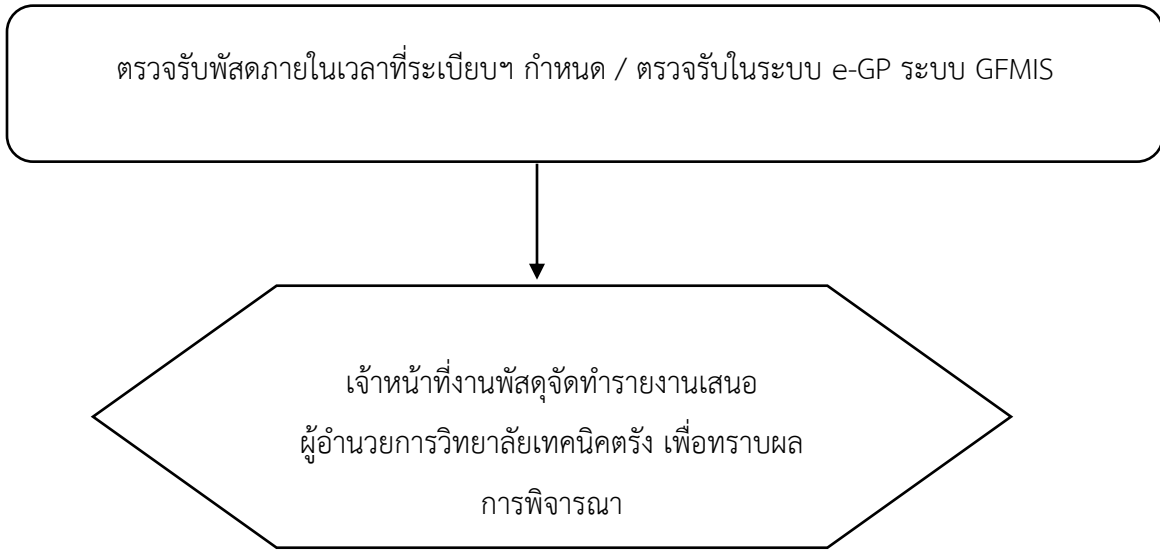 ตรวจรับพัสดภายในเวลาที่ระเบียบฯ กำหนด / ตรวจรับในระบบ e-GP ระบบ GFMIS
เจ้าหน้าที่งานพัสดุจัดทำรายงานเสนอ
ผู้อำนวยการวิทยาลัยเทคนิคตรัง เพื่อทราบผล
การพิจารณา